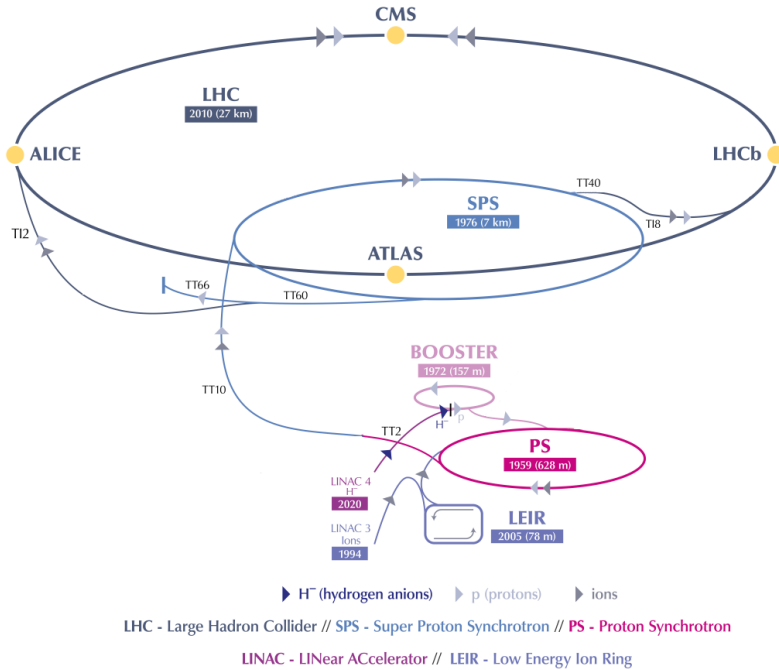 CMS
LHC
2010 (27 km)
ALICE
LHCb
TT40
SPS
1976 (7 km)
TI8
TI2
ATLAS
TT66
TT60
BOOSTER
1972 (157 m)
TT10
H⁻
p
TT2
PS
1959 (628 m)
LINAC 4
H⁻
2020
LEIR
2005 (78 m)
LINAC 3
Ions
1994
H⁻ (hydrogen anions) p (protons) ions
LHC - Large Hadron Collider // SPS - Super Proton Synchrotron // PS - Proton Synchrotron
LINAC - LINear ACcelerator // LEIR - Low Energy Ion Ring